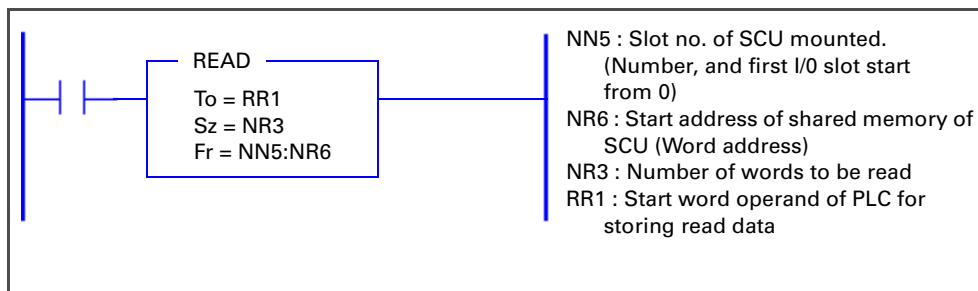 READ
To = RR1
Sz = NR3
Fr = NN5:NR6
NN5 : Slot no. of SCU mounted.
(Number, and first I/0 slot start
from 0)
NR6 : Start address of shared memory of
SCU (Word address)
NR3 : Number of words to be read
RR1 : Start word operand of PLC for
storing read data